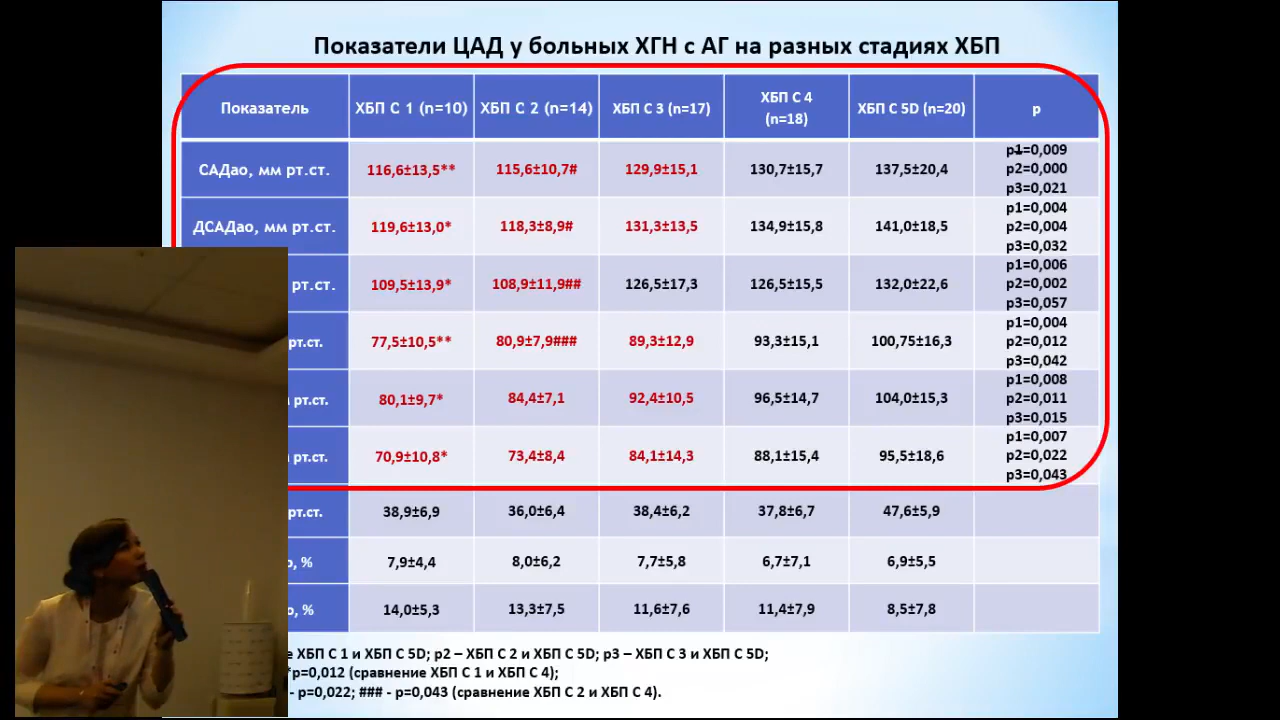 Показатели ЦАД у больных ХГН с АГ на разных стадиях ХБП
Показатель
ХБП С 1 (n=10)
ХБП С 2 (n=14)
ХБП С 3 (n=17)
ХБП С 4
(n=18)
ХБП С 5D (n=20)
р
САДао, мм рт.ст.
116,6±13,5**
115,6±10,7#
129,9±15,1
130,7±15,7
137,5±20,4
p1=0,009
p2=0,000
p3=0,021
ДСАДао, мм рт.ст.
119,6±13,0*
118,3±8,9#
131,3±13,5
134,9±15,8
141,0±18,5
p1=0,004
p2=0,004
p3=0,032
рт.ст.
109,5±13,9*
108,9±11,9##
126,5±17,3
126,5±15,5
132,0±22,6
p1=0,006
p2=0,002
p3=0,057
рт.ст.
77,5±10,5**
80,9±7,9###
89,3±12,9
93,3±15,1
100,75±16,3
p1=0,004
p2=0,012
p3=0,042
рт.ст.
80,1±9,7*
84,4±7,1
92,4±10,5
96,5±14,7
104,0±15,3
p1=0,008
p2=0,011
p3=0,015
рт.ст.
70,9±10,8*
73,4±8,4
84,1±14,3
88,1±15,4
95,5±18,6
p1=0,007
p2=0,022
p3=0,043
рт.ст.
38,9±6,9
36,0±6,4
38,4±6,2
37,8±6,7
47,6±5,9
о, %
7,9±4,4
8,0±6,2
7,7±5,8
6,7±7,1
6,9±5,5
о, %
14,0±5,3
13,3±7,5
11,6±7,6
11,4±7,9
8,5±7,8
е ХБП С 1 и ХБП С 5D; p2 – ХБП С 2 и ХБП С 5D; p3 – ХБП С 3 и ХБП С 5D;
*p=0,012 (сравнение ХБП С 1 и ХБП С 4);
- p=0,022; ### - p=0,043 (сравнение ХБП С 2 и ХБП С 4).